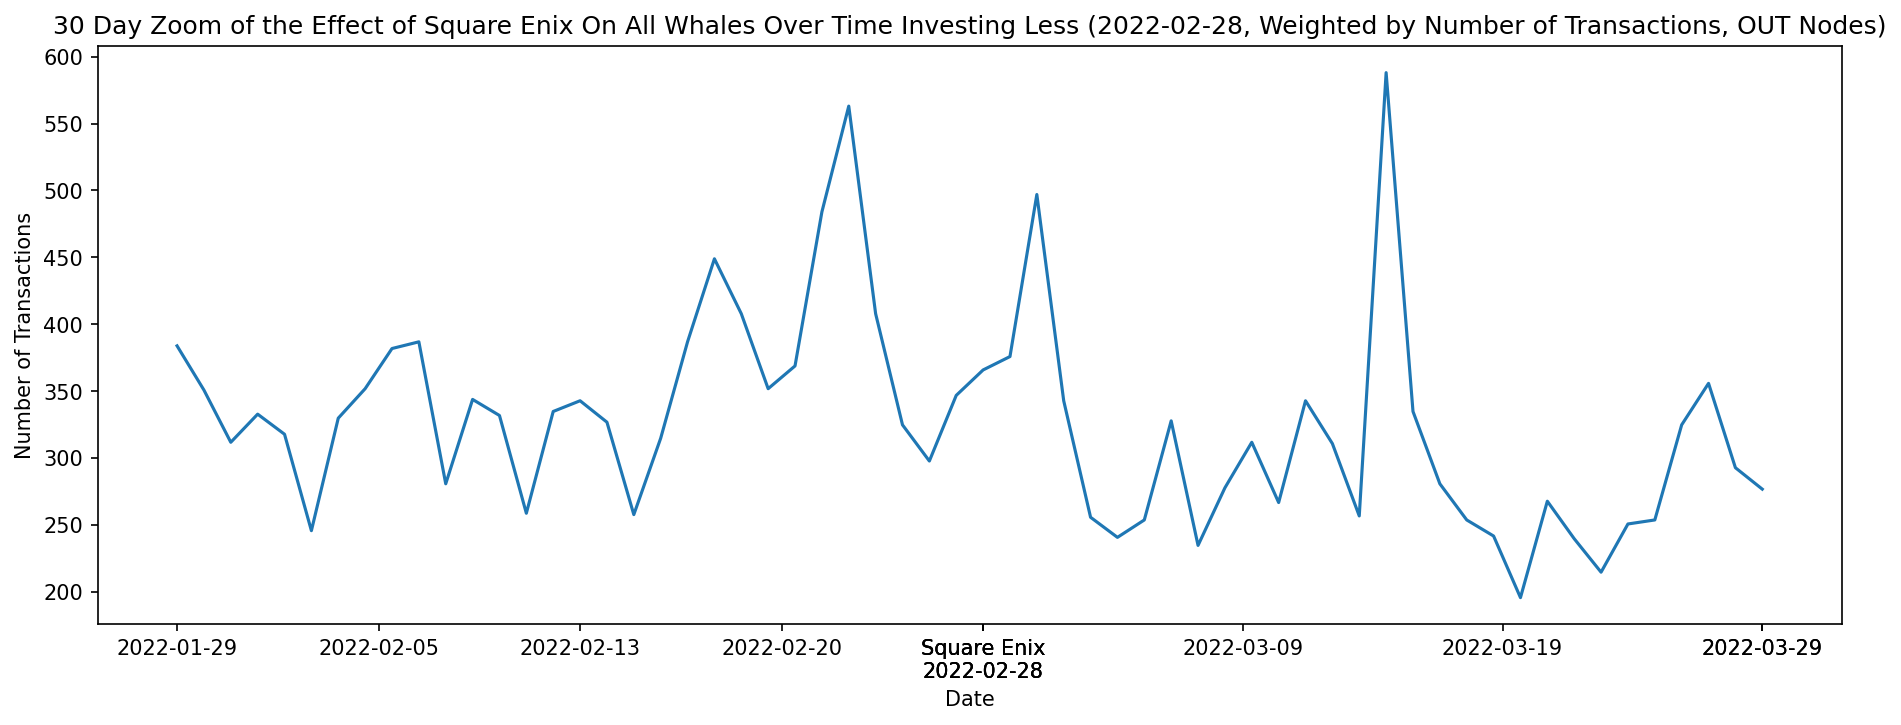 30 Day Zoom of the Effect of Square Enix On All Whales Over Time Investing Less (2022-02-28, Weighted by Number of Transactions, OUT Nodes)
600
550
500
450
400
350
300
250
200
Number of Transactions
2022-01-29 2022-02-05 2022-02-13 2022-02-20 Square Enix 2022-03-09 2022-03-19 2022-03-29
2022-02-28
Date